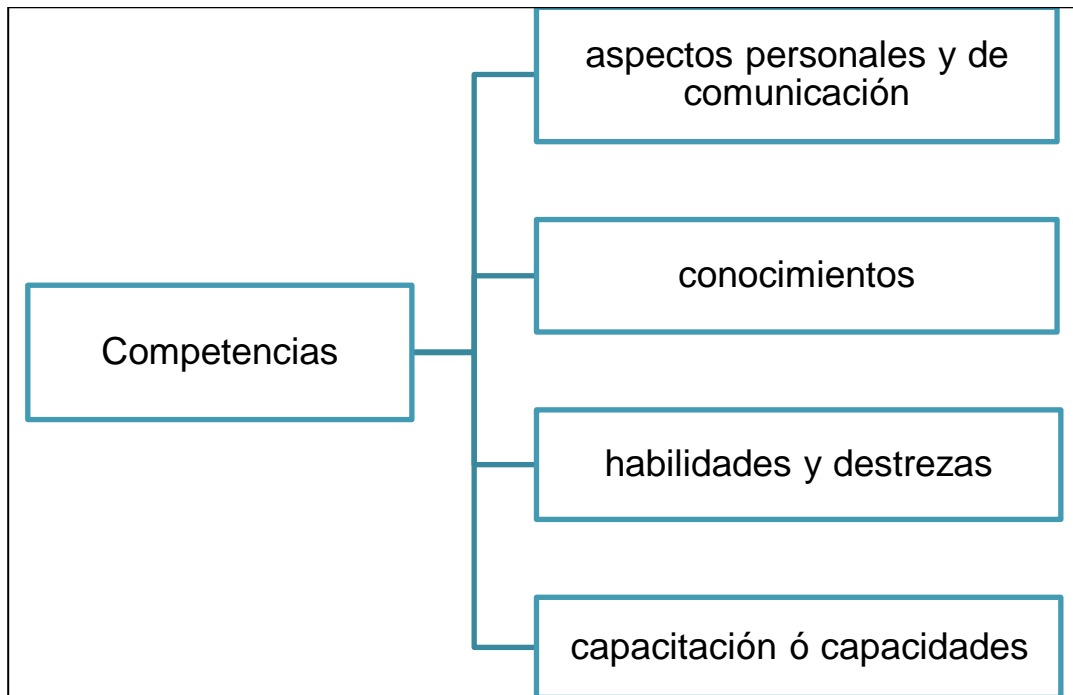 aspectos personales y de
comunicación
conocimientos
Competencias
habilidades y destrezas
capacitación ó capacidades